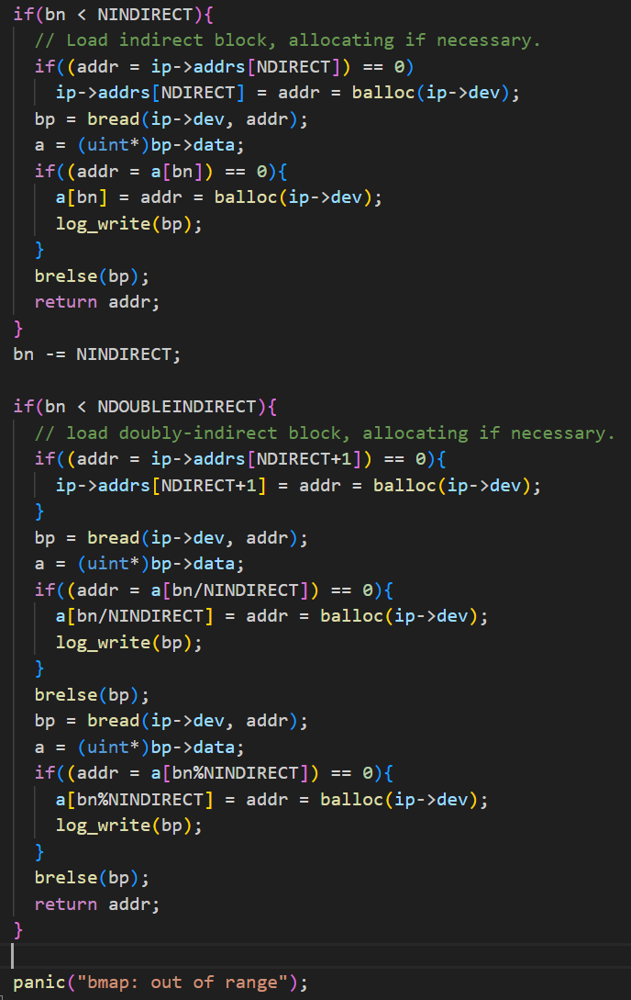 if(bn < NINDIRECT){
  // Load indirect block, allocating if necessary.
  if((addr = ip->addrs[NDIRECT]) == 0)
    ip->addrs[NDIRECT] = addr = balloc(ip->dev);
  bp = bread(ip->dev, addr);
  a = (uint*)bp->data;
  if((addr = a[bn]) == 0){
    a[bn] = addr = balloc(ip->dev);
    log_write(bp);
  }
  brelse(bp);
  return addr;
}
bn -= NINDIRECT;

if(bn < NDOUBLEINDIRECT){
  // load doubly-indirect block, allocating if necessary.
  if((addr = ip->addrs[NDIRECT+1]) == 0){
    ip->addrs[NDIRECT+1] = addr = balloc(ip->dev);
  }
  bp = bread(ip->dev, addr);
  a = (uint*)bp->data;
  if((addr = a[bn/NINDIRECT]) == 0){
    a[bn/NINDIRECT] = addr = balloc(ip->dev);
    log_write(bp);
  }
  brelse(bp);
  bp = bread(ip->dev, addr);
  a = (uint*)bp->data;
  if((addr = a[bn%NINDIRECT]) == 0){
    a[bn%NINDIRECT] = addr = balloc(ip->dev);
    log_write(bp);
  }
  brelse(bp);
  return addr;
}

panic("bmap: out of range");